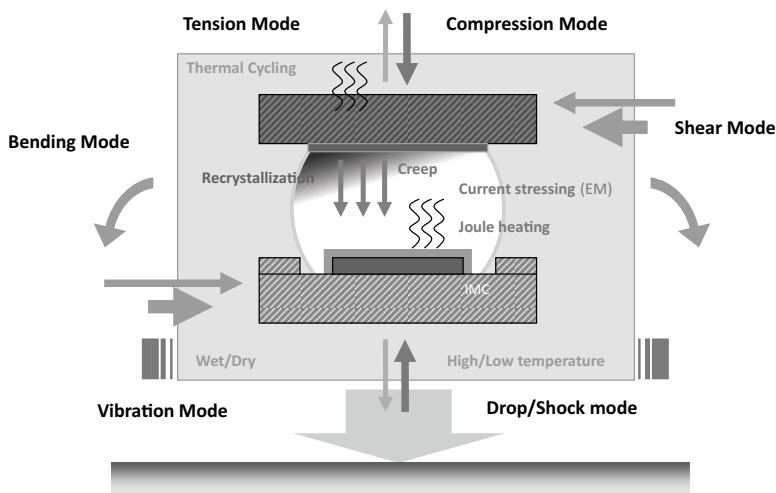 Tension Mode
Compression Mode
Thermal Cycling
Shear Mode
Bending Mode
Recrystallization
Creep
Current stressing (EM)
Joule heating
IMC
Wet/Dry
High/Low temperature
Vibration Mode
Drop/Shock mode